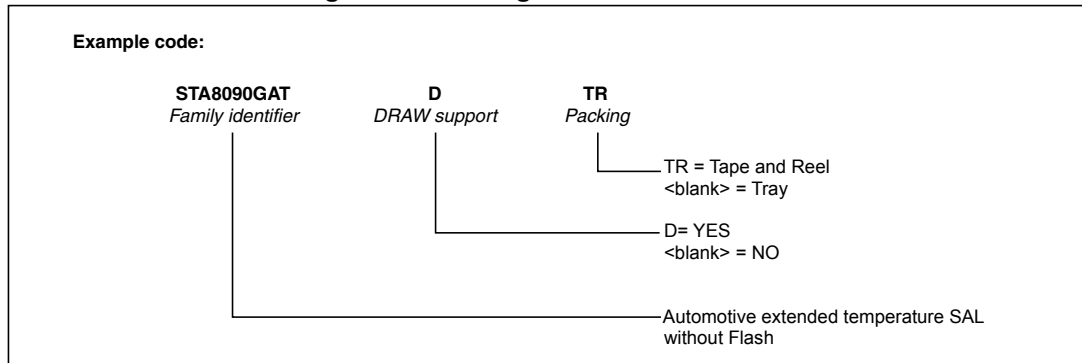 Example code:
STA8090GAT D TR
Family identifier DRAW support Packing
TR = Tape and Reel
<blank> = Tray
D= YES
<blank> = NO
Automotive extended temperature SAL
without Flash